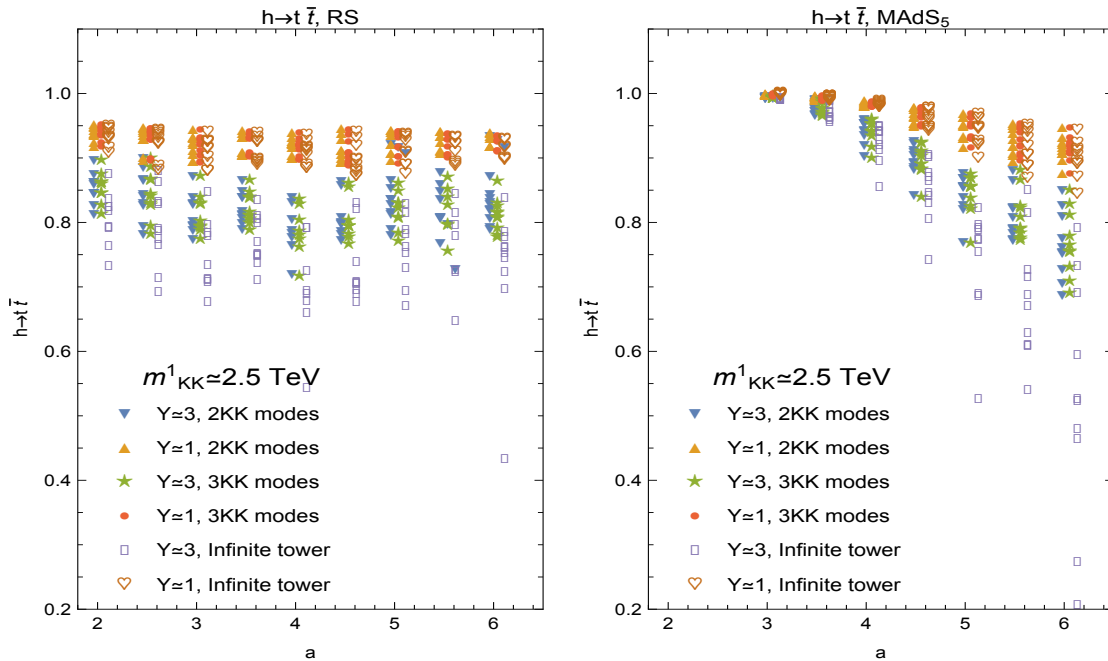 h→t t̄, RS
1.0
0.8
0.6
0.4
0.2
h→t t̄
m¹KK≃2.5 TeV
Y≃3, 2KK modes
Y≃1, 2KK modes
Y≃3, 3KK modes
Y≃1, 3KK modes
Y≃3, Infinite tower
Y≃1, Infinite tower
2 3 4 5 6
a
h→t t̄, MAdS₅
1.0
0.8
0.6
0.4
0.2
h→t t̄
m¹KK≃2.5 TeV
Y≃3, 2KK modes
Y≃1, 2KK modes
Y≃3, 3KK modes
Y≃1, 3KK modes
Y≃3, Infinite tower
Y≃1, Infinite tower
2 3 4 5 6
a